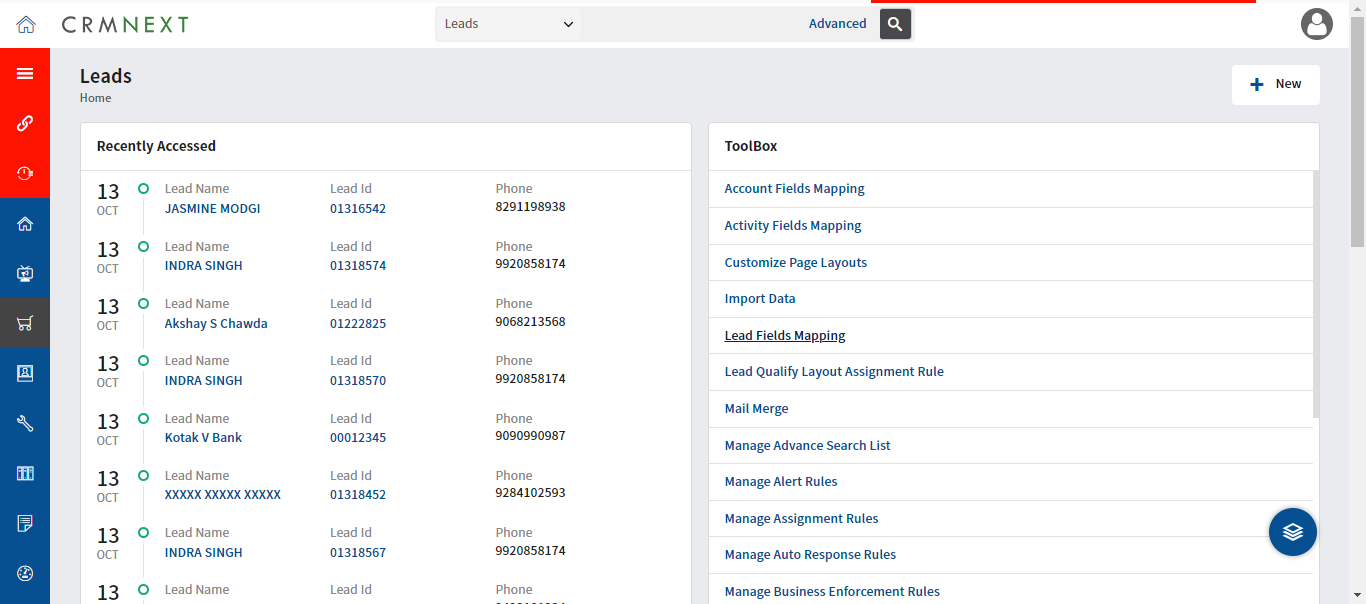 CRMNEXT
Leads
Advanced
Leads
Home
New
Recently Accessed
13 OCT
Lead Name Lead Id Phone
JASMINE MODGI 01316542 8291198938
13 OCT
Lead Name Lead Id Phone
INDRA SINGH 01318574 9920858174
13 OCT
Lead Name Lead Id Phone
Akshay S Chawda 01222825 9068213568
13 OCT
Lead Name Lead Id Phone
INDRA SINGH 01318570 9920858174
13 OCT
Lead Name Lead Id Phone
Kotak V Bank 00012345 9090990987
13 OCT
Lead Name Lead Id Phone
XXXXX XXXXX XXXXX 01318452 9284102593
13 OCT
Lead Name Lead Id Phone
INDRA SINGH 01318567 9920858174
13
Lead Name Lead Id Phone
ToolBox
Account Fields Mapping
Activity Fields Mapping
Customize Page Layouts
Import Data
Lead Fields Mapping
Lead Qualify Layout Assignment Rule
Mail Merge
Manage Advance Search List
Manage Alert Rules
Manage Assignment Rules
Manage Auto Response Rules
Manage Business Enforcement Rules